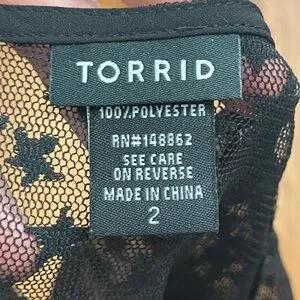 TORRID
100% POLYESTER
RN#148862
SEE CARE
ON REVERSE
MADE IN CHINA
2